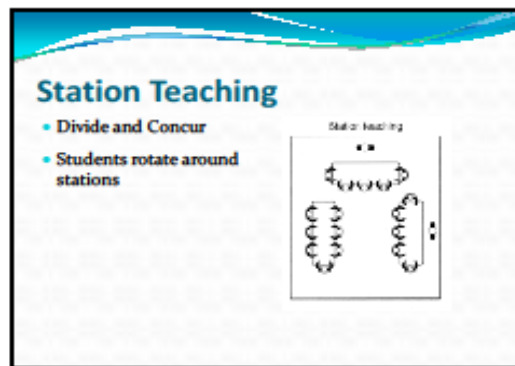 Station Teaching
Divide and Concur
Students rotate around
stations
Station teaching